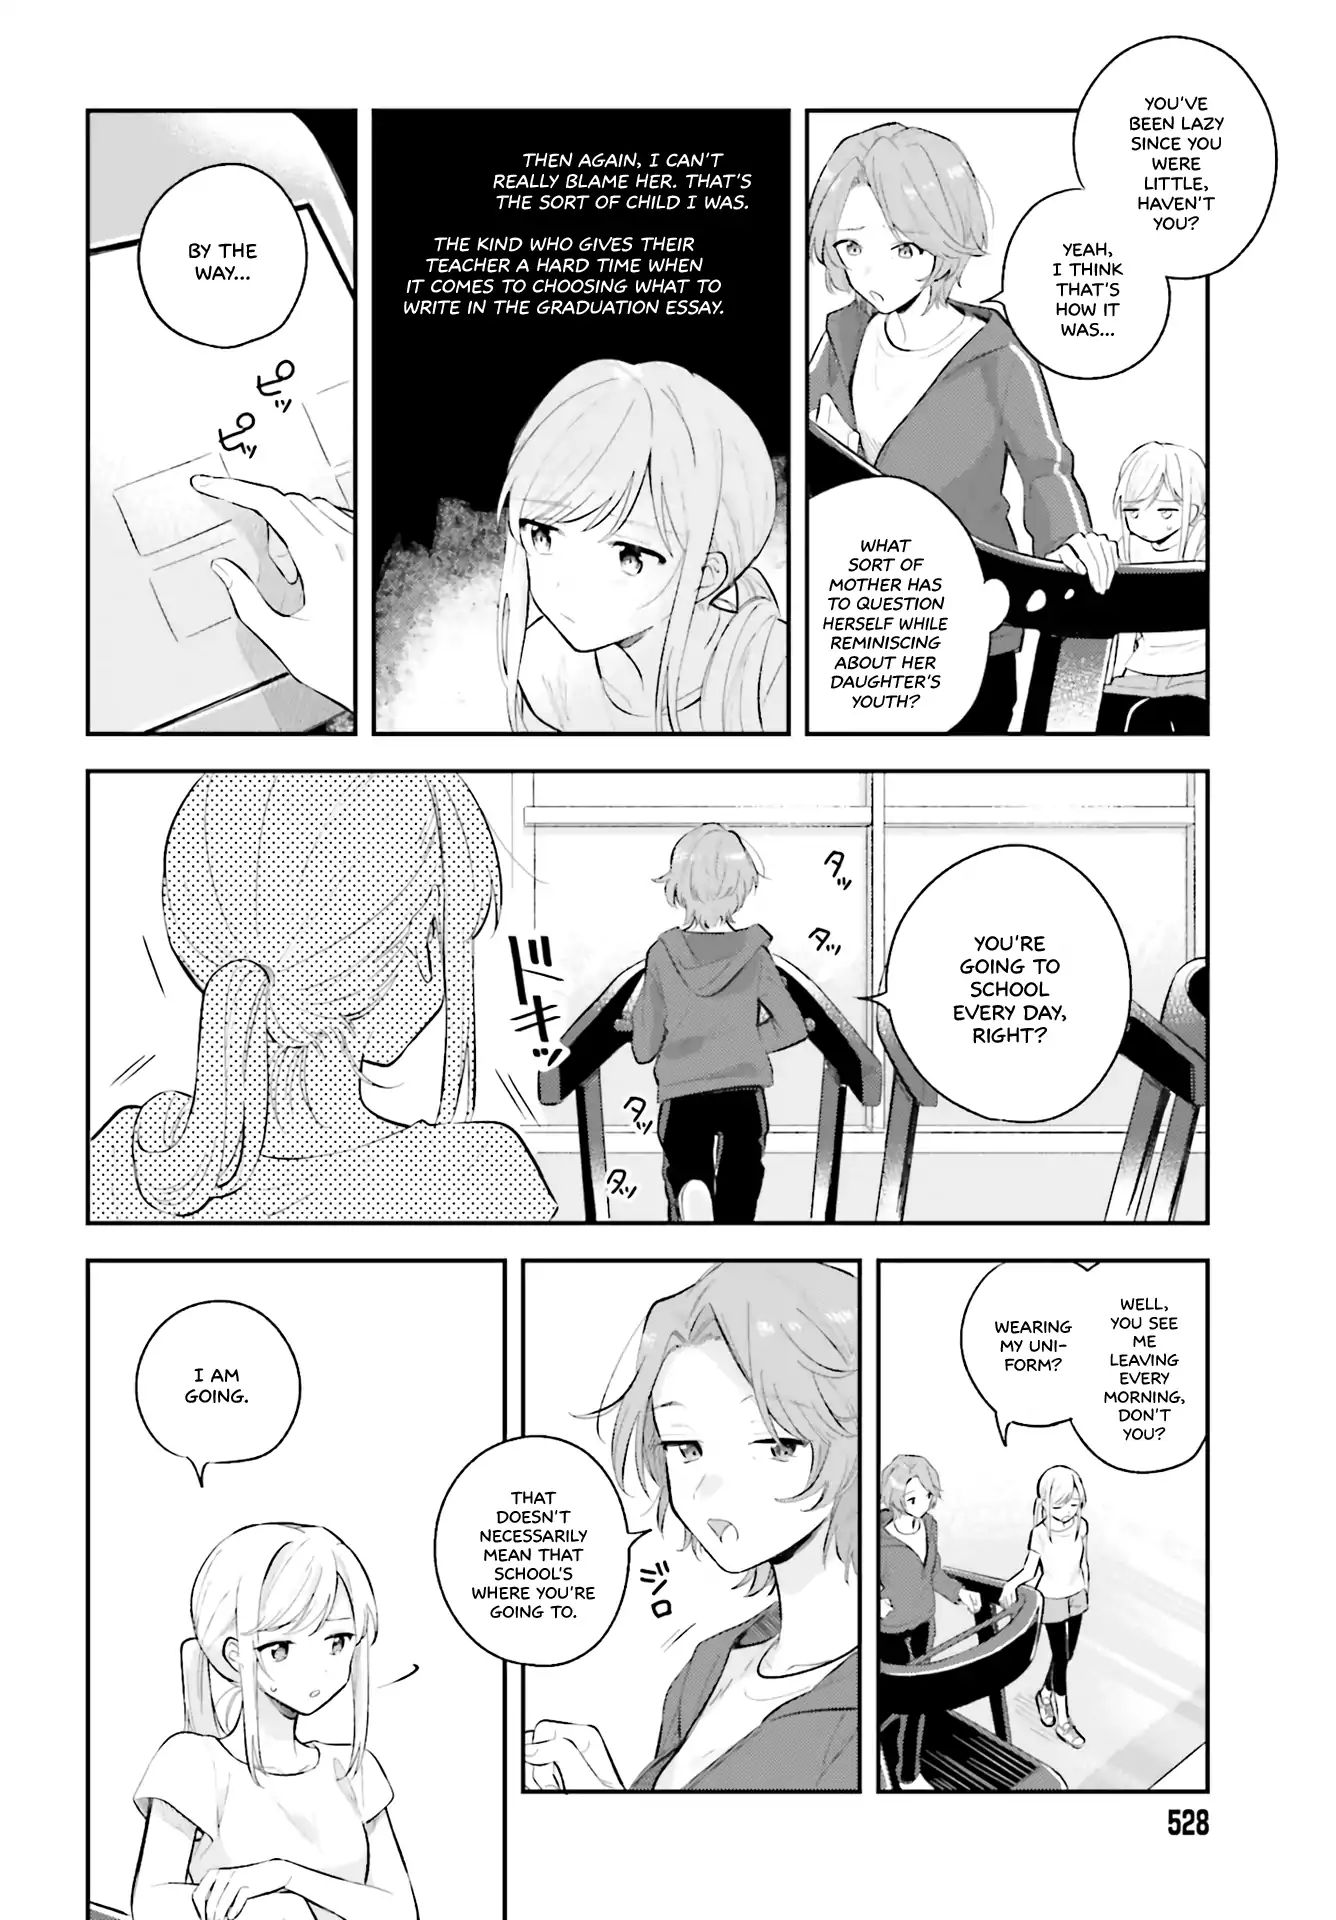 YOU'VE
BEEN LAZY
SINCE YOU
WERE
LITTLE,
HAVEN'T
YOU?
YEAH,
I THINK
THAT'S
HOW IT
WAS...
WHAT
SORT OF
MOTHER HAS
TO QUESTION
HERSELF WHILE
REMINISCING
ABOUT HER
DAUGHTER'S
YOUTH?
THEN AGAIN, I CAN'T
REALLY BLAME HER. THAT'S
THE SORT OF CHILD I WAS.
THE KIND WHO GIVES THEIR
TEACHER A HARD TIME WHEN
IT COMES TO CHOOSING WHAT TO
WRITE IN THE GRADUATION ESSAY.
BY THE
WAY...
ピッ
ピッ
YOU'RE
GOING TO
SCHOOL
EVERY DAY,
RIGHT?
タッ
タッ
タッ
タッ
ドキッ
WELL,
YOU SEE
ME
LEAVING
EVERY
MORNING,
DON'T
YOU?
WEARING
MY UNI-
FORM?
THAT
DOESN'T
NECESSARILY
MEAN THAT
SCHOOL'S
WHERE YOU'RE
GOING TO.
ジロ
I AM
GOING.
528